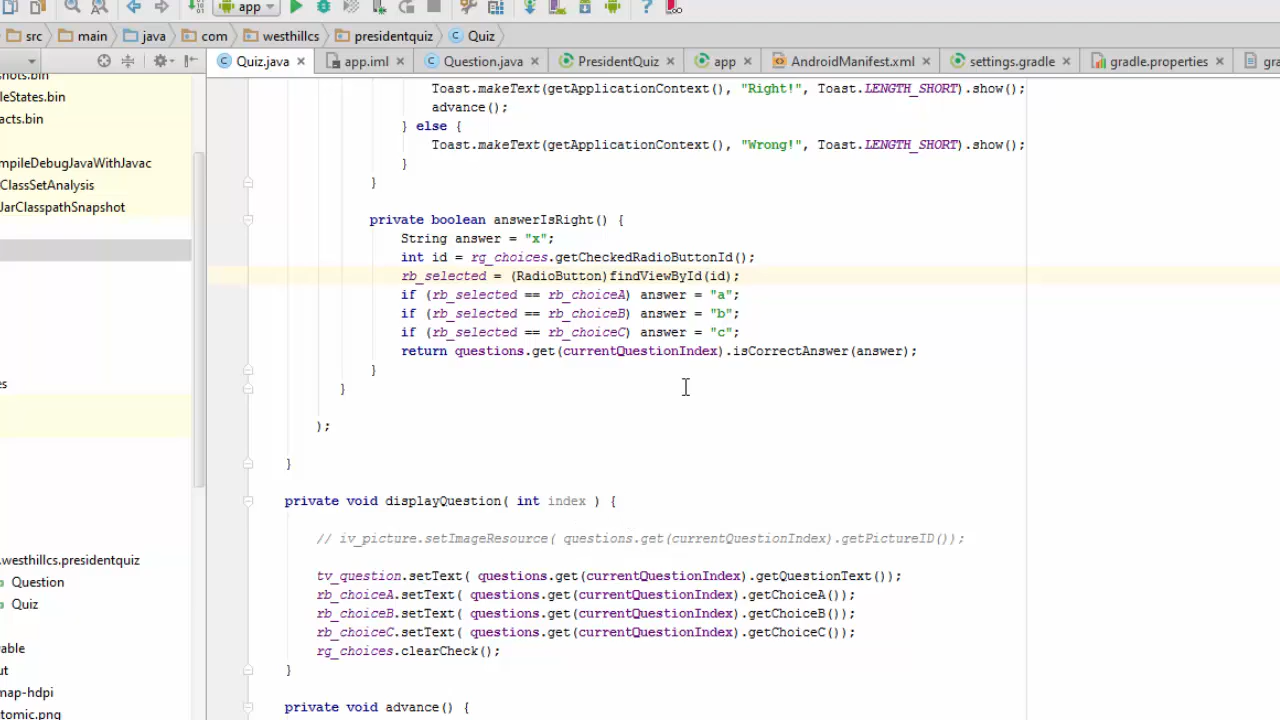 app
src main java com westhillcs presidentquiz Quiz
Quiz.java app.iml Question.java PresidentQuiz app AndroidManifest.xml settings.gradle gradle.properties gra
shots.bin
leStates.bin
acts.bin
mpileDebugJavaWithJavac
ClassSetAnalysis
JarClasspathSnapshot
es
.westhillcs.presidentquiz
Question
Quiz
able
ut
map-hdpi
tomic.png
Toast.makeText(getApplicationContext(), "Right!", Toast.LENGTH_SHORT).show();
advance();
} else {
Toast.makeText(getApplicationContext(), "Wrong!", Toast.LENGTH_SHORT).show();
}
}
private boolean answerIsRight() {
String answer = "x";
int id = rg_choices.getCheckedRadioButtonId();
rb_selected = (RadioButton)findViewById(id);
if (rb_selected == rb_choiceA) answer = "a";
if (rb_selected == rb_choiceB) answer = "b";
if (rb_selected == rb_choiceC) answer = "c";
return questions.get(currentQuestionIndex).isCorrectAnswer(answer);
}
}
);
}
private void displayQuestion( int index ) {
// iv_picture.setImageResource( questions.get(currentQuestionIndex).getPictureID());
tv_question.setText( questions.get(currentQuestionIndex).getQuestionText());
rb_choiceA.setText( questions.get(currentQuestionIndex).getChoiceA());
rb_choiceB.setText( questions.get(currentQuestionIndex).getChoiceB());
rb_choiceC.setText( questions.get(currentQuestionIndex).getChoiceC());
rg_choices.clearCheck();
}
private void advance() {